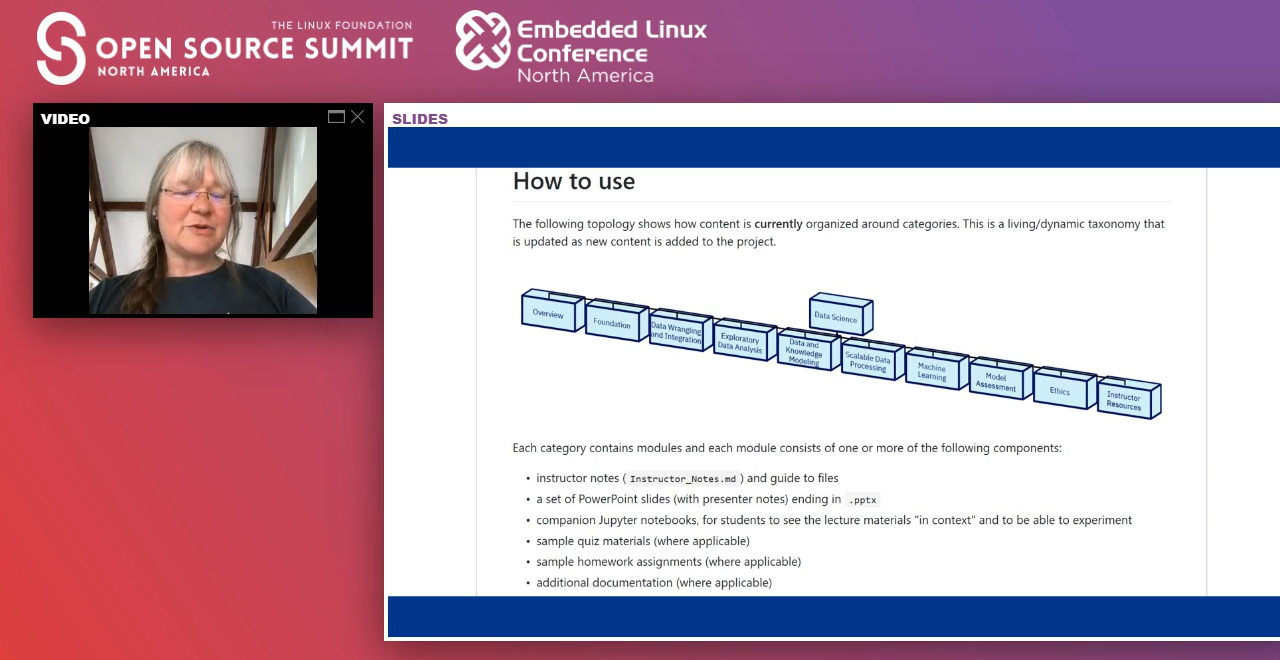 THE LINUX FOUNDATION
OPEN SOURCE SUMMIT
NORTH AMERICA
Embedded Linux
Conference
North America
VIDEO
SLIDES
How to use
The following topology shows how content is currently organized around categories. This is a living/dynamic taxonomy that
is updated as new content is added to the project.
Data Science
Overview
Foundation
Data Wrangling
and Integration
Exploratory
Data Analysis
Data and
Knowledge
Modeling
Scalable Data
Processing
Machine
Learning
Model
Assessment
Ethics
Instructor
Resources
Each category contains modules and each module consists of one or more of the following components:
• instructor notes ( Instructor_Notes.md ) and guide to files
• a set of PowerPoint slides (with presenter notes) ending in .pptx
• companion Jupyter notebooks, for students to see the lecture materials "in context" and to be able to experiment
• sample quiz materials (where applicable)
• sample homework assignments (where applicable)
• additional documentation (where applicable)